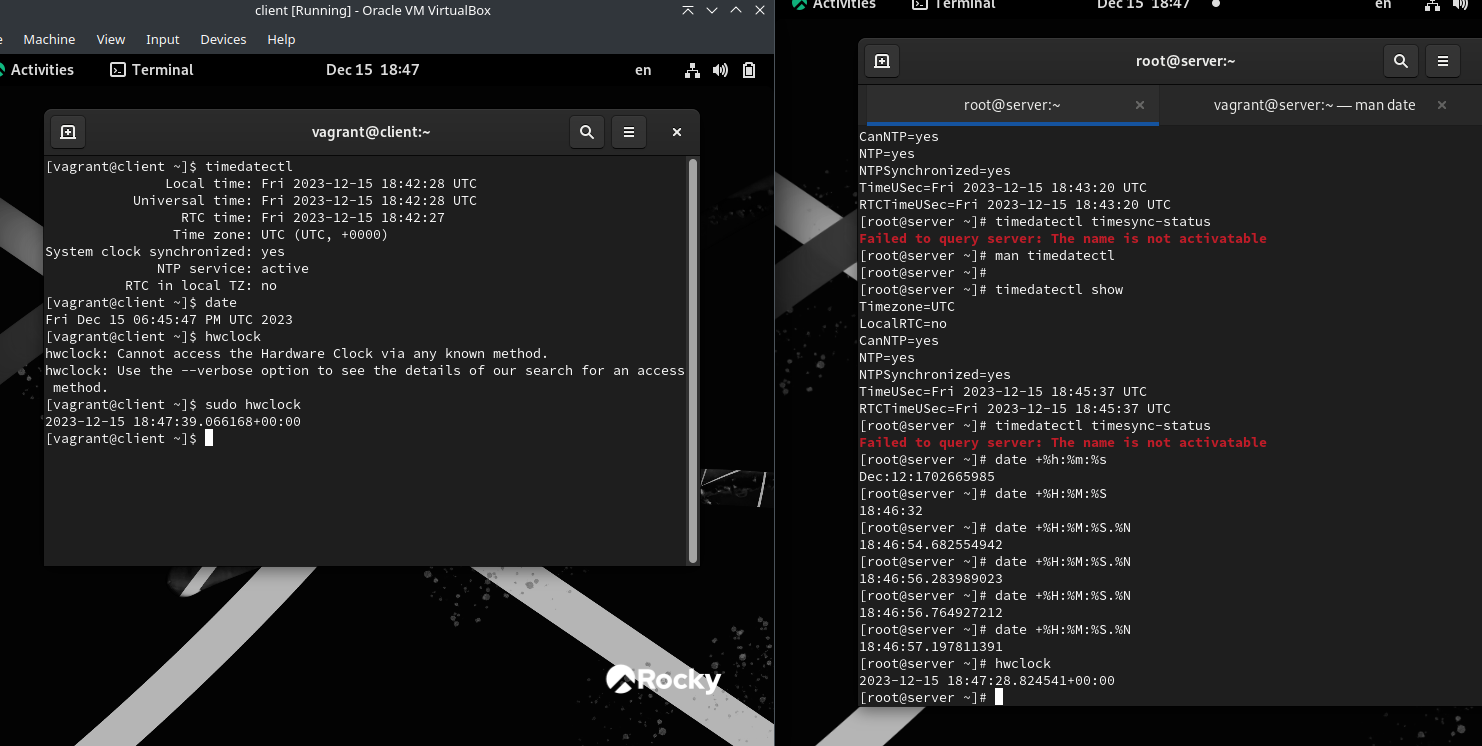 client [Running] - Oracle VM VirtualBox
Machine View Input Devices Help
Activities Terminal Dec 15 18:47 en
vagrant@client:~
[vagrant@client ~]$ timedatectl
               Local time: Fri 2023-12-15 18:42:28 UTC
           Universal time: Fri 2023-12-15 18:42:28 UTC
                 RTC time: Fri 2023-12-15 18:42:27
                Time zone: UTC (UTC, +0000)
System clock synchronized: yes
              NTP service: active
          RTC in local TZ: no
[vagrant@client ~]$ date
Fri Dec 15 06:45:47 PM UTC 2023
[vagrant@client ~]$ hwclock
hwclock: Cannot access the Hardware Clock via any known method.
hwclock: Use the --verbose option to see the details of our search for an access
 method.
[vagrant@client ~]$ sudo hwclock
2023-12-15 18:47:39.066168+00:00
[vagrant@client ~]$
Rocky
Activities Terminal Dec 15 18:47 en
root@server:~
root@server:~ vagrant@server:~ — man date
CanNTP=yes
NTP=yes
NTPSynchronized=yes
TimeUSec=Fri 2023-12-15 18:43:20 UTC
RTCTimeUSec=Fri 2023-12-15 18:43:20 UTC
[root@server ~]# timedatectl timesync-status
Failed to query server: The name is not activatable
[root@server ~]# man timedatectl
[root@server ~]#
[root@server ~]# timedatectl show
Timezone=UTC
LocalRTC=no
CanNTP=yes
NTP=yes
NTPSynchronized=yes
TimeUSec=Fri 2023-12-15 18:45:37 UTC
RTCTimeUSec=Fri 2023-12-15 18:45:37 UTC
[root@server ~]# timedatectl timesync-status
Failed to query server: The name is not activatable
[root@server ~]# date +%h:%m:%s
Dec:12:1702665985
[root@server ~]# date +%H:%M:%S
18:46:32
[root@server ~]# date +%H:%M:%S.%N
18:46:54.682554942
[root@server ~]# date +%H:%M:%S.%N
18:46:56.283989023
[root@server ~]# date +%H:%M:%S.%N
18:46:56.764927212
[root@server ~]# date +%H:%M:%S.%N
18:46:57.197811391
[root@server ~]# hwclock
2023-12-15 18:47:28.824541+00:00
[root@server ~]#